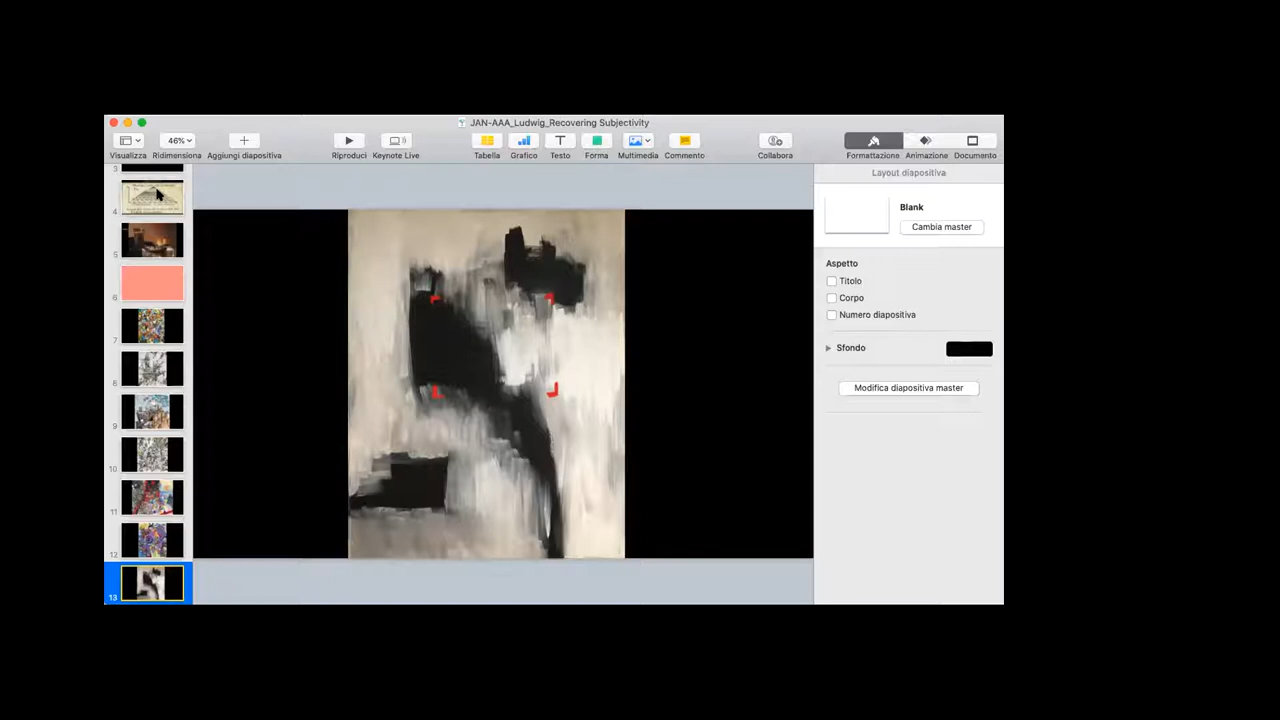 JAN-AAA_Ludwig_Recovering Subjectivity
46%
Visualizza Ridimensiona Aggiungi diapositiva Riproduci Keynote Live Tabella Grafico Testo Forma Multimedia Commento Collabora Formattazione Animazione Documento
Layout diapositiva
Blank
Cambia master
Aspetto
Titolo
Corpo
Numero diapositiva
Sfondo
Modifica diapositiva master
3
4
5
6
7
8
9
10
11
12
13